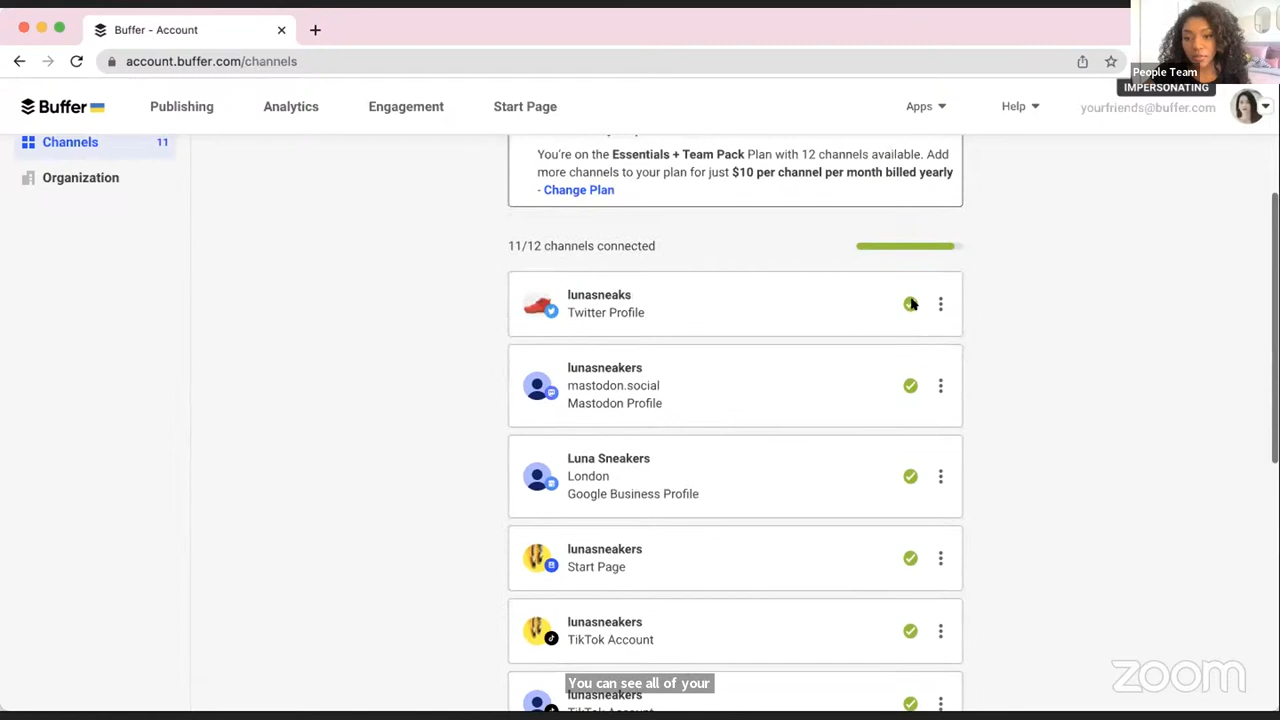 Buffer - Account
account.buffer.com/channels
People Team
IMPERSONATING
Buffer
Publishing
Analytics
Engagement
Start Page
Apps
Help
yourfriends@buffer.com
Channels
11
Organization
You're on the Essentials + Team Pack Plan with 12 channels available. Add
more channels to your plan for just $10 per channel per month billed yearly
- Change Plan
11/12 channels connected
lunasneaks
Twitter Profile
lunasneakers
mastodon.social
Mastodon Profile
Luna Sneakers
London
Google Business Profile
lunasneakers
Start Page
lunasneakers
TikTok Account
You can see all of your
lunasneakers
TikTok Account
zoom